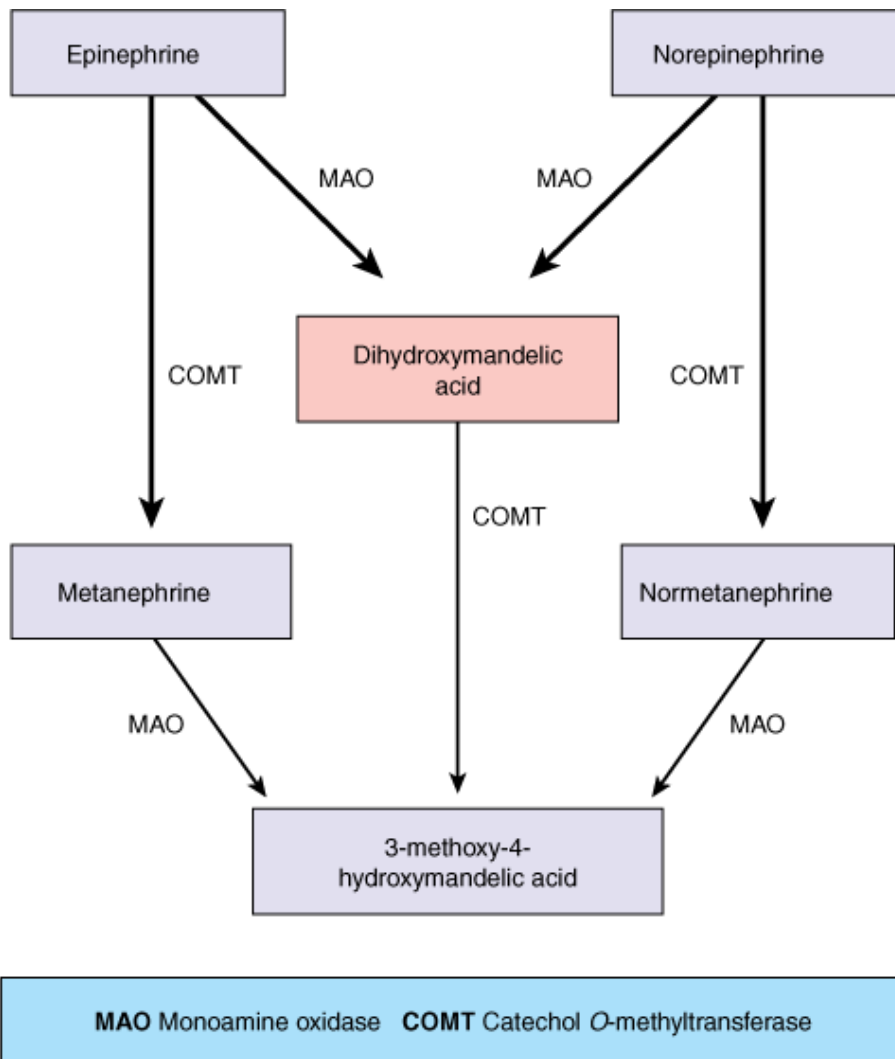 Epinephrine
Norepinephrine
MAO
MAO
Dihydroxymandelic
acid
COMT
COMT
COMT
Metanephrine
Normetanephrine
MAO
MAO
3-methoxy-4-
hydroxymandelic acid
MAO Monoamine oxidase COMT Catechol O-methyltransferase